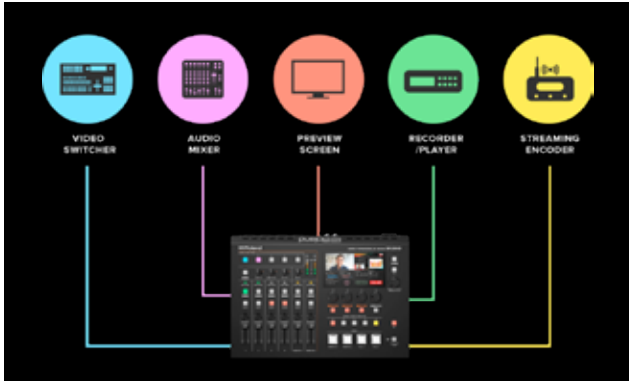 VIDEO
SWITCHER
AUDIO
MIXER
PREVIEW
SCREEN
RECORDER
/PLAYER
STREAMING
ENCODER
Roland